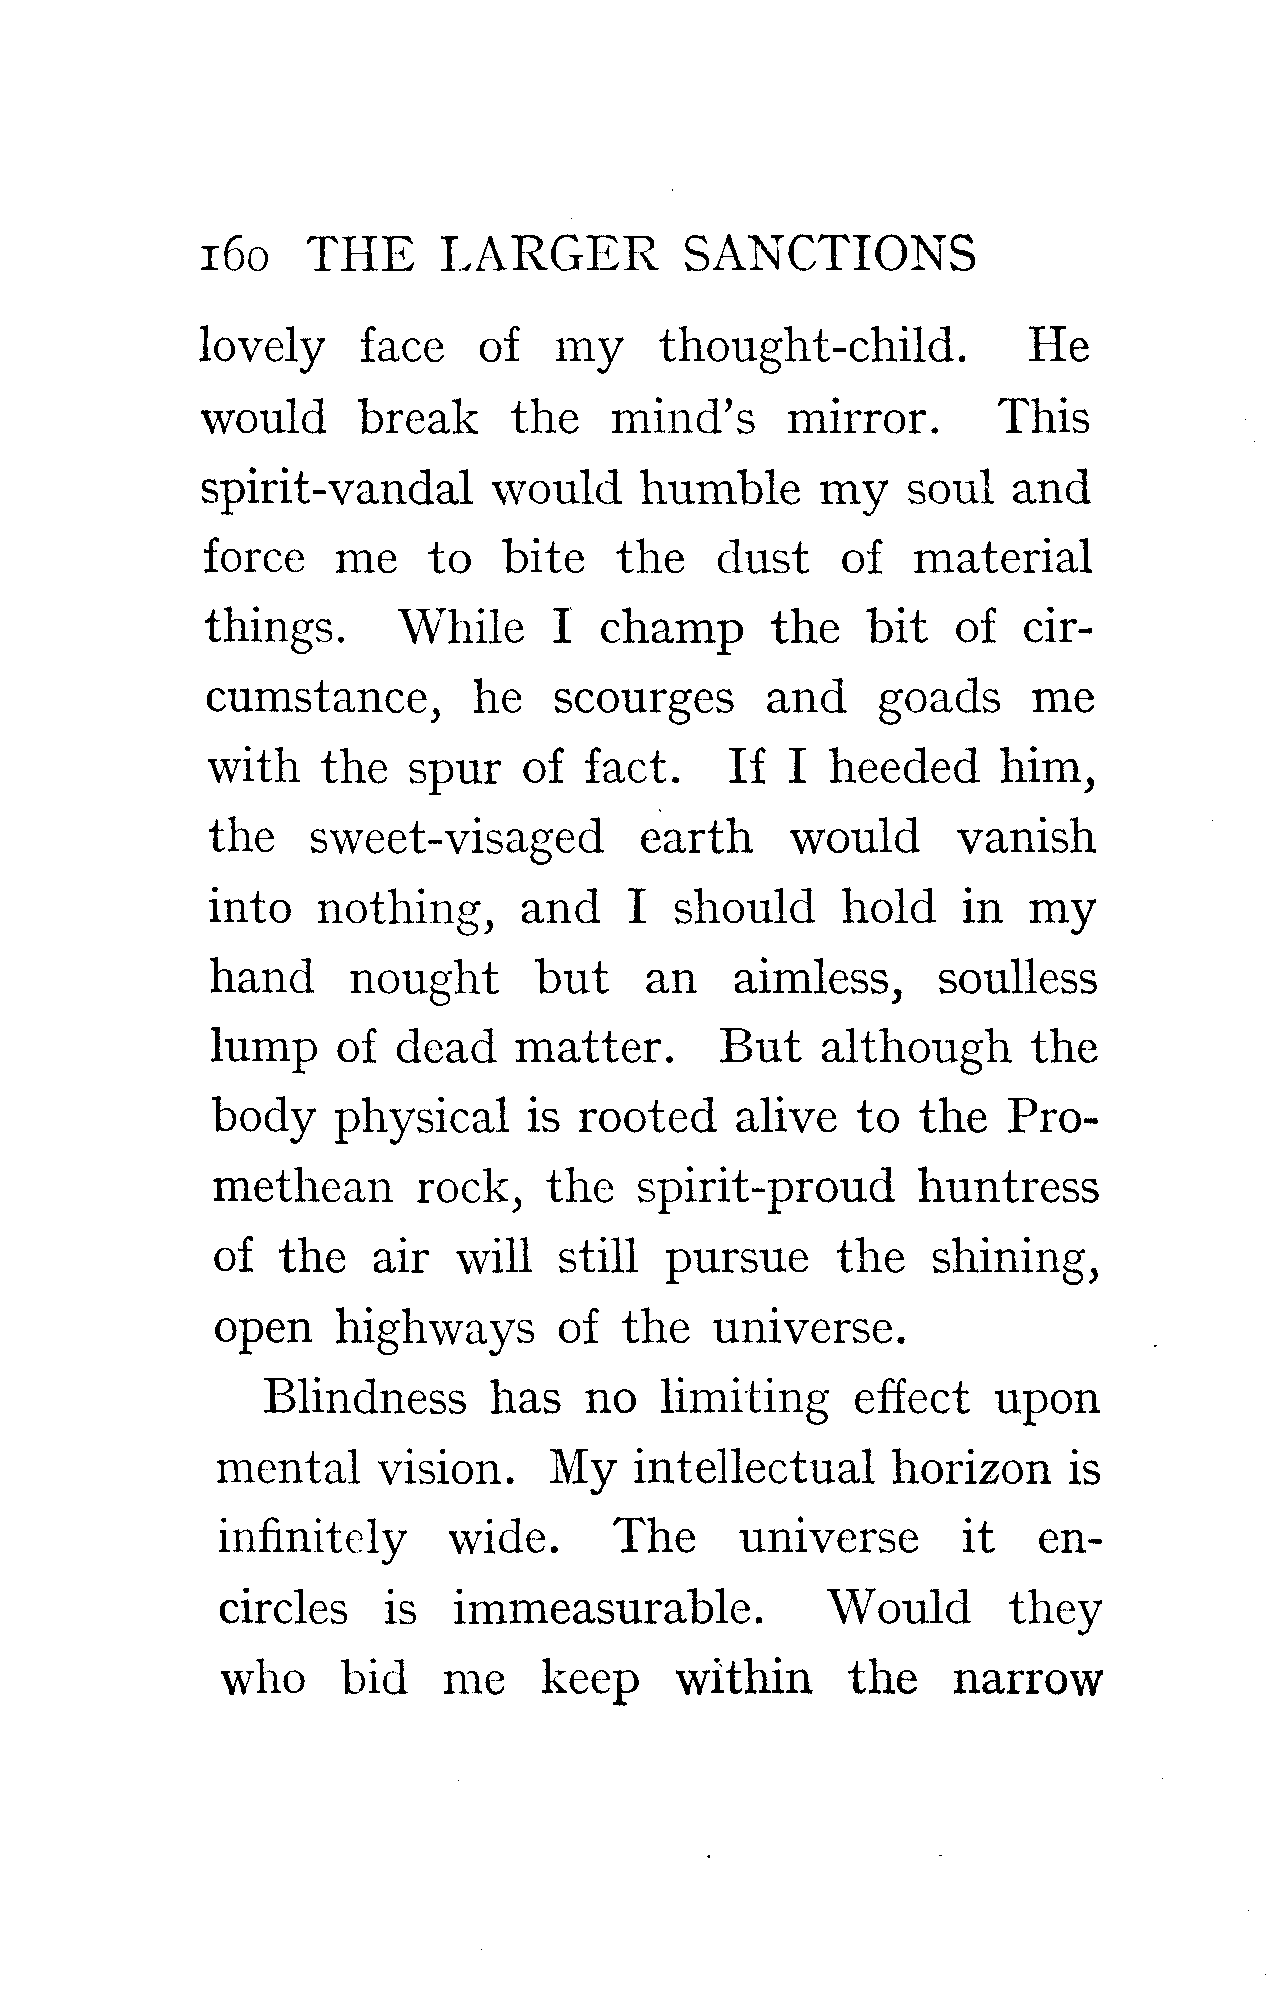 160 THE LARGER SANCTIONS
lovely face of my thought-child. He
would break the mind's mirror. This
spirit-vandal would humble my soul and
force me to bite the dust of material
things. While I champ the bit of cir-
cumstance, he scourges and goads me
with the spur of fact. If I heeded him,
the sweet-visaged earth would vanish
into nothing, and I should hold in my
hand nought but an aimless, soulless
lump of dead matter. But although the
body physical is rooted alive to the Pro-
methean rock, the spirit-proud huntress
of the air will still pursue the shining,
open highways of the universe.
Blindness has no limiting effect upon
mental vision. My intellectual horizon is
infinitely wide. The universe it en-
circles is immeasurable. Would they
who bid me keep within the narrow